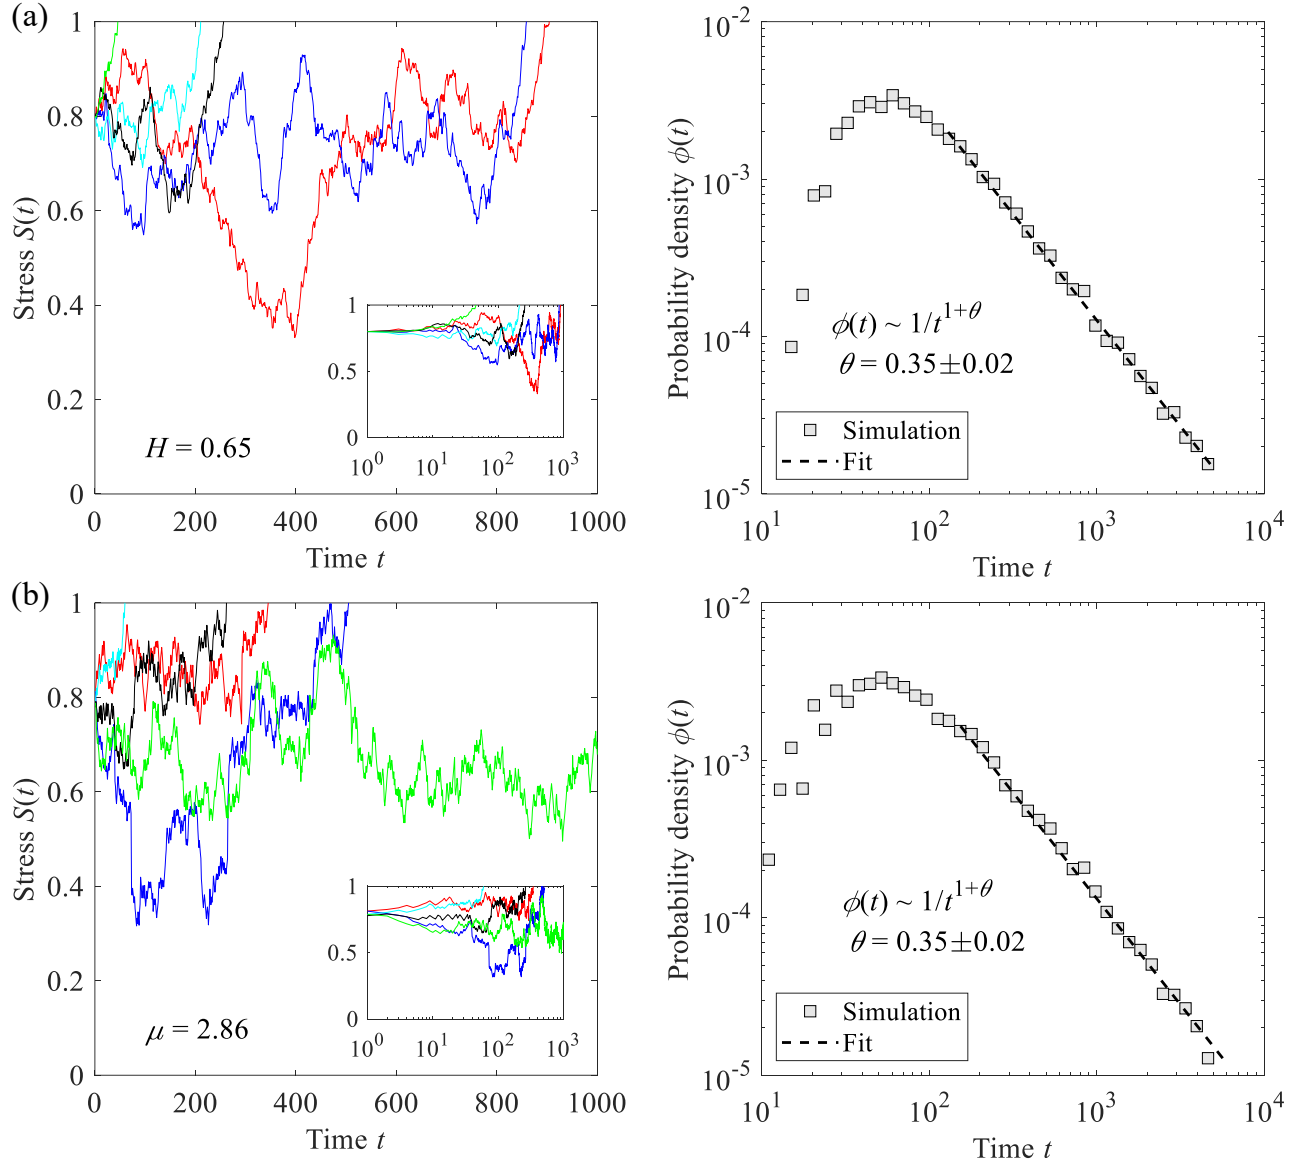 (a)
Stress S(t)
1
0.8
0.6
0.4
0.2
0
H = 0.65
0 200 400 600 800 1000
Time t
1
0.5
0
10^0 10^1 10^2 10^3
Probability density ϕ(t)
10^-2
10^-3
10^-4
10^-5
ϕ(t) ~ 1/t^{1+θ}
θ = 0.35±0.02
Simulation
Fit
10^1 10^2 10^3 10^4
Time t
(b)
Stress S(t)
1
0.8
0.6
0.4
0.2
0
μ = 2.86
0 200 400 600 800 1000
Time t
1
0.5
0
10^0 10^1 10^2 10^3
Probability density ϕ(t)
10^-2
10^-3
10^-4
10^-5
ϕ(t) ~ 1/t^{1+θ}
θ = 0.35±0.02
Simulation
Fit
10^1 10^2 10^3 10^4
Time t